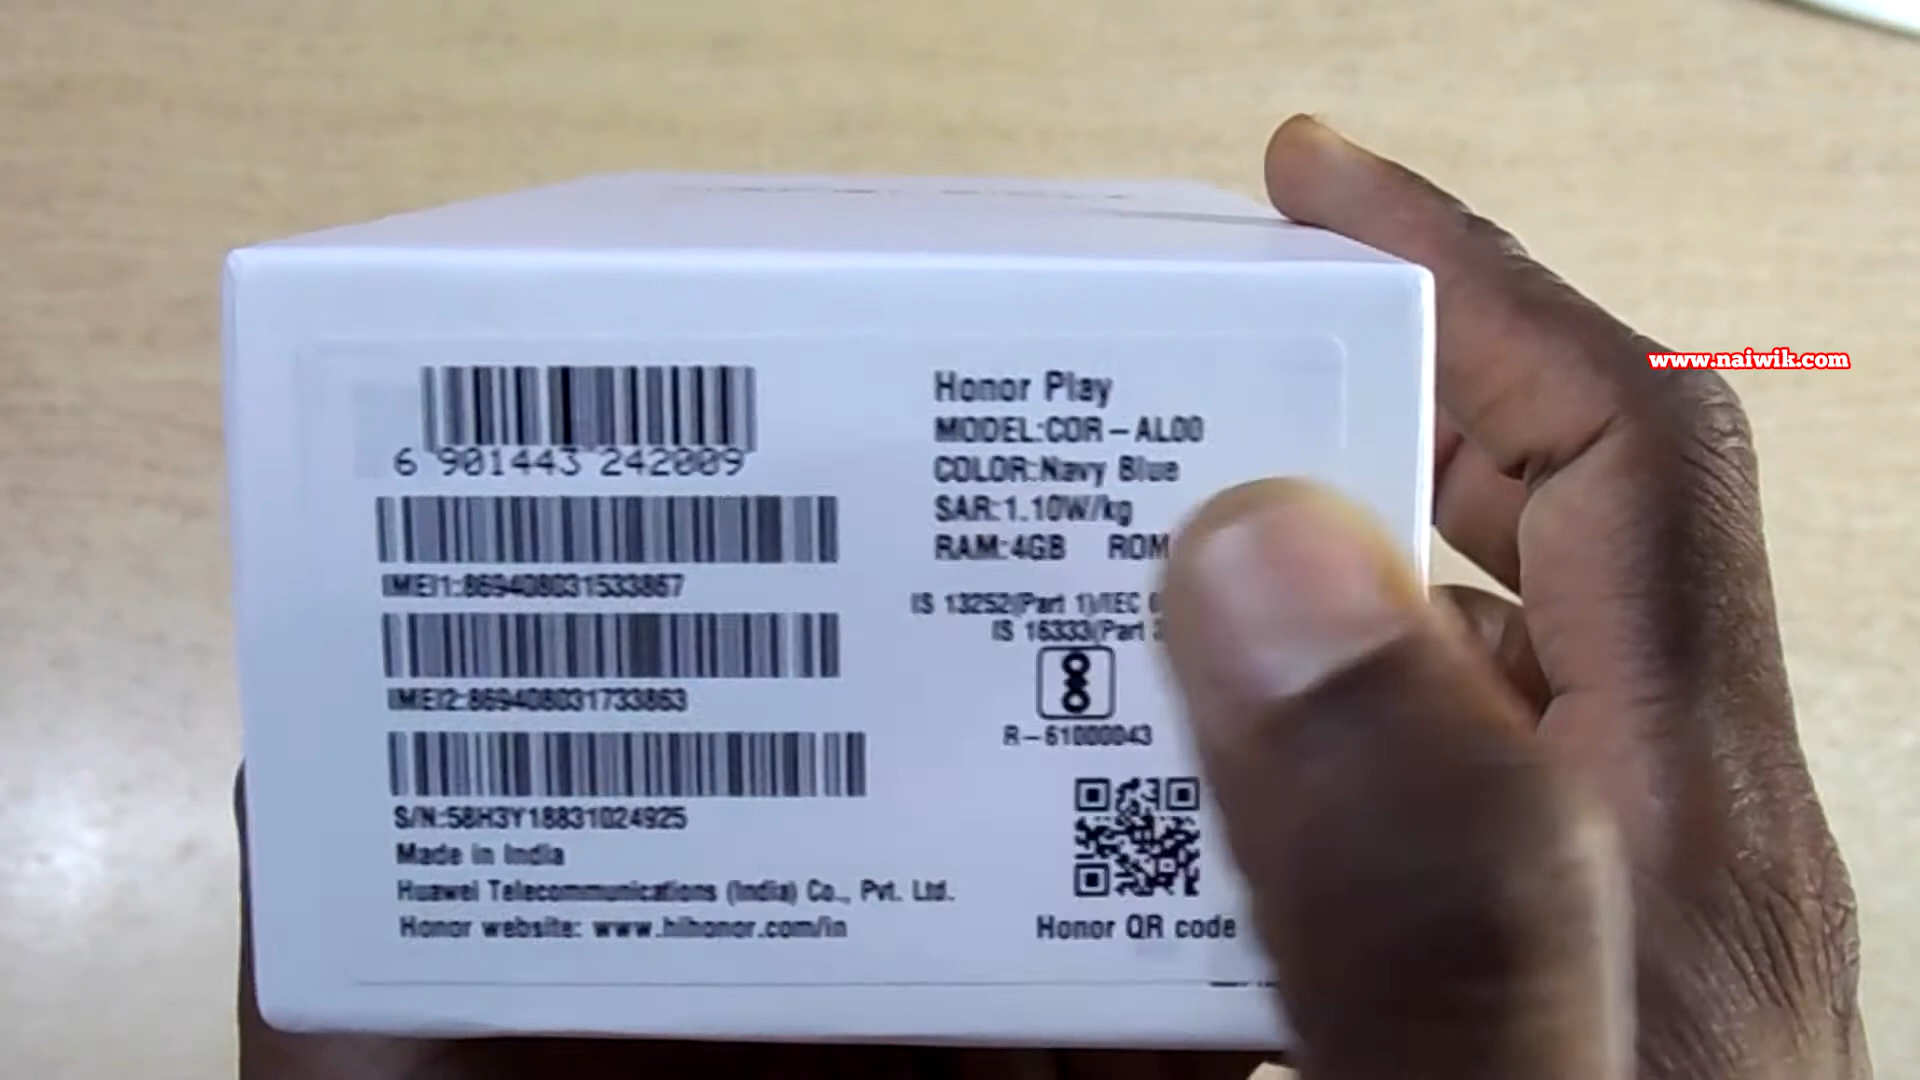 www.naiwik.com
6 901443 242009
IMEI1:869408031533867
IMEI2:869408031733863
S/N:58H3Y18831024925
Made in India
Huawei Telecommunications (India) Co., Pvt. Ltd.
Honor website: www.hihonor.com/in
Honor Play
MODEL:COR-AL00
COLOR:Navy Blue
SAR:1.10W/kg
RAM:4GB ROM
IS 13252(Part 1)/IEC
IS 16333(Part
R-61000043
Honor QR code